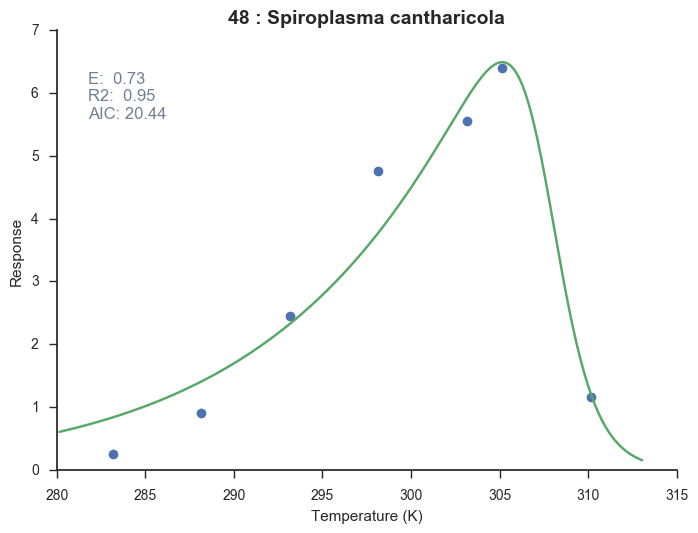 48 : Spiroplasma cantharicola
E: 0.73
R2: 0.95
AIC: 20.44
Response
7
6
5
4
3
2
1
0
280 285 290 295 300 305 310 315
Temperature (K)